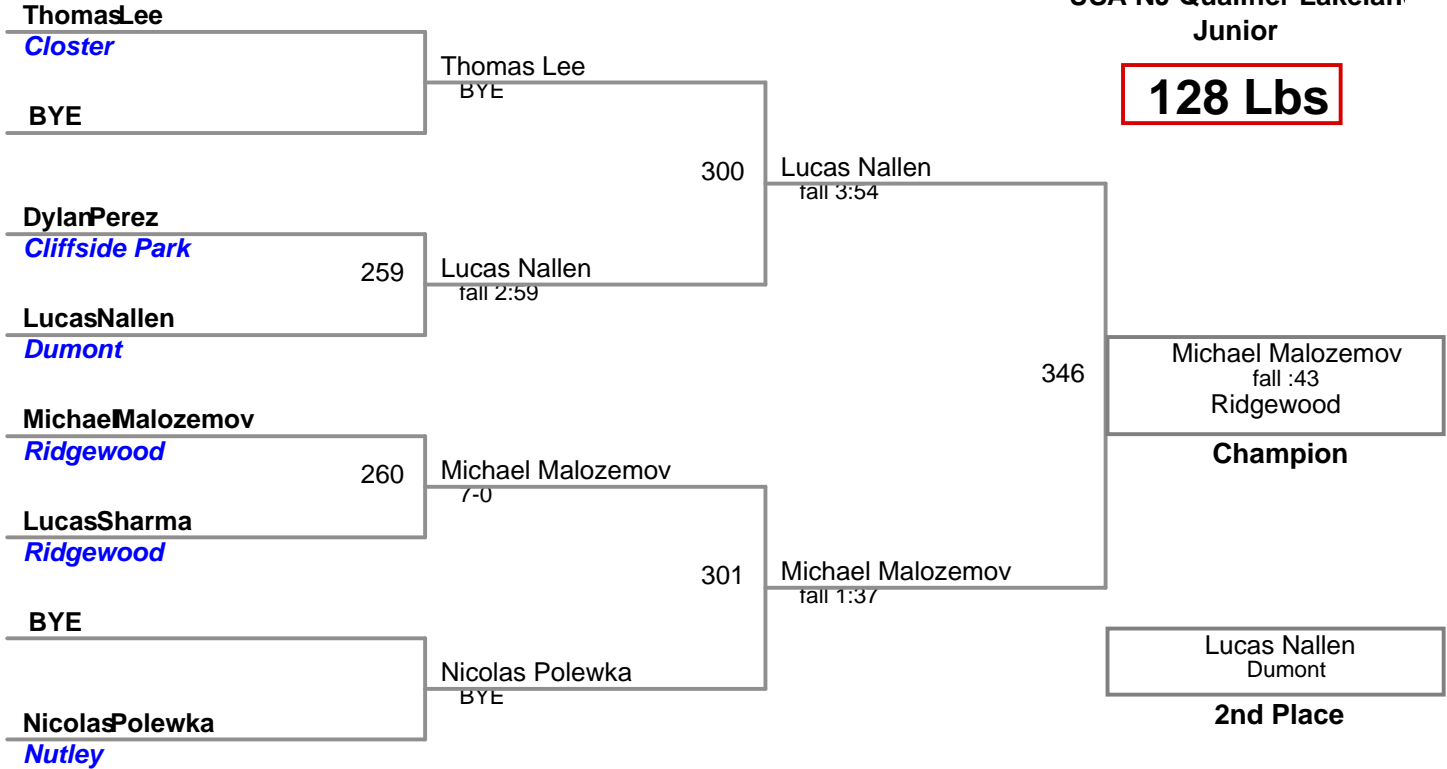 ThomasLee
Closter
BYE
Thomas Lee
BYE
DylanPerez
Cliffside Park
259
LucasNallen
Dumont
Lucas Nallen
fall 2:59
300
Lucas Nallen
fall 3:54
MichaelMalozemov
Ridgewood
260
LucasSharma
Ridgewood
Michael Malozemov
7-0
BYE
NicolasPolewka
Nutley
Nicolas Polewka
BYE
301
Michael Malozemov
fall 1:37
346
USA NJ Qualifier
Junior
128 Lbs
Michael Malozemov
fall :43
Ridgewood
Champion
Lucas Nallen
Dumont
2nd Place